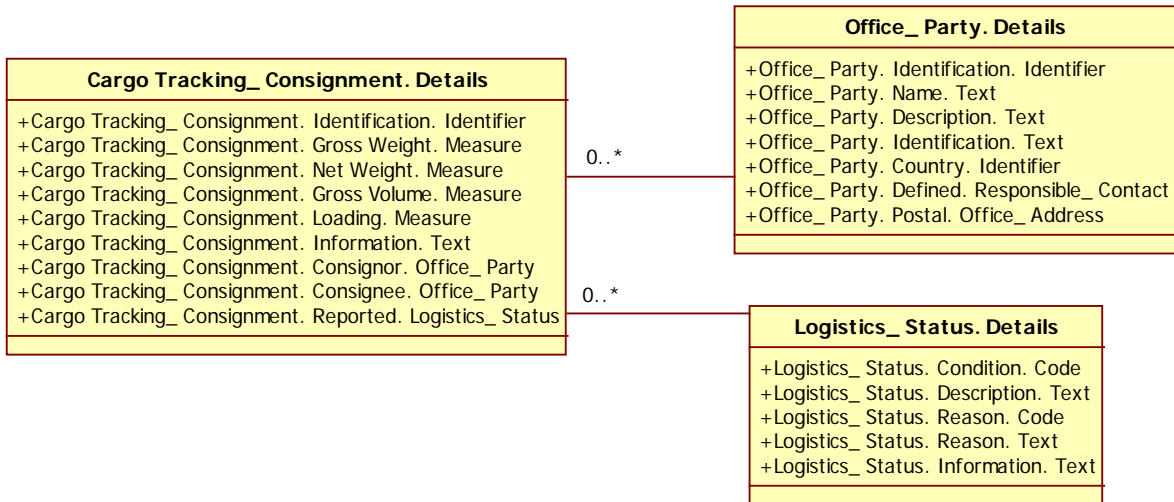 Cargo Tracking_ Consignment. Details
+Cargo Tracking_ Consignment. Identification. Identifier
+Cargo Tracking_ Consignment. Gross Weight. Measure
+Cargo Tracking_ Consignment. Net Weight. Measure
+Cargo Tracking_ Consignment. Gross Volume. Measure
+Cargo Tracking_ Consignment. Loading. Measure
+Cargo Tracking_ Consignment. Information. Text
+Cargo Tracking_ Consignment. Consignor. Office_ Party
+Cargo Tracking_ Consignment. Consignee. Office_ Party
+Cargo Tracking_ Consignment. Reported. Logistics_ Status
0..*
0..*
Office_ Party. Details
+Office_ Party. Identification. Identifier
+Office_ Party. Name. Text
+Office_ Party. Description. Text
+Office_ Party. Identification. Text
+Office_ Party. Country. Identifier
+Office_ Party. Defined. Responsible_ Contact
+Office_ Party. Postal. Office_ Address
Logistics_ Status. Details
+Logistics_ Status. Condition. Code
+Logistics_ Status. Description. Text
+Logistics_ Status. Reason. Code
+Logistics_ Status. Reason. Text
+Logistics_ Status. Information. Text